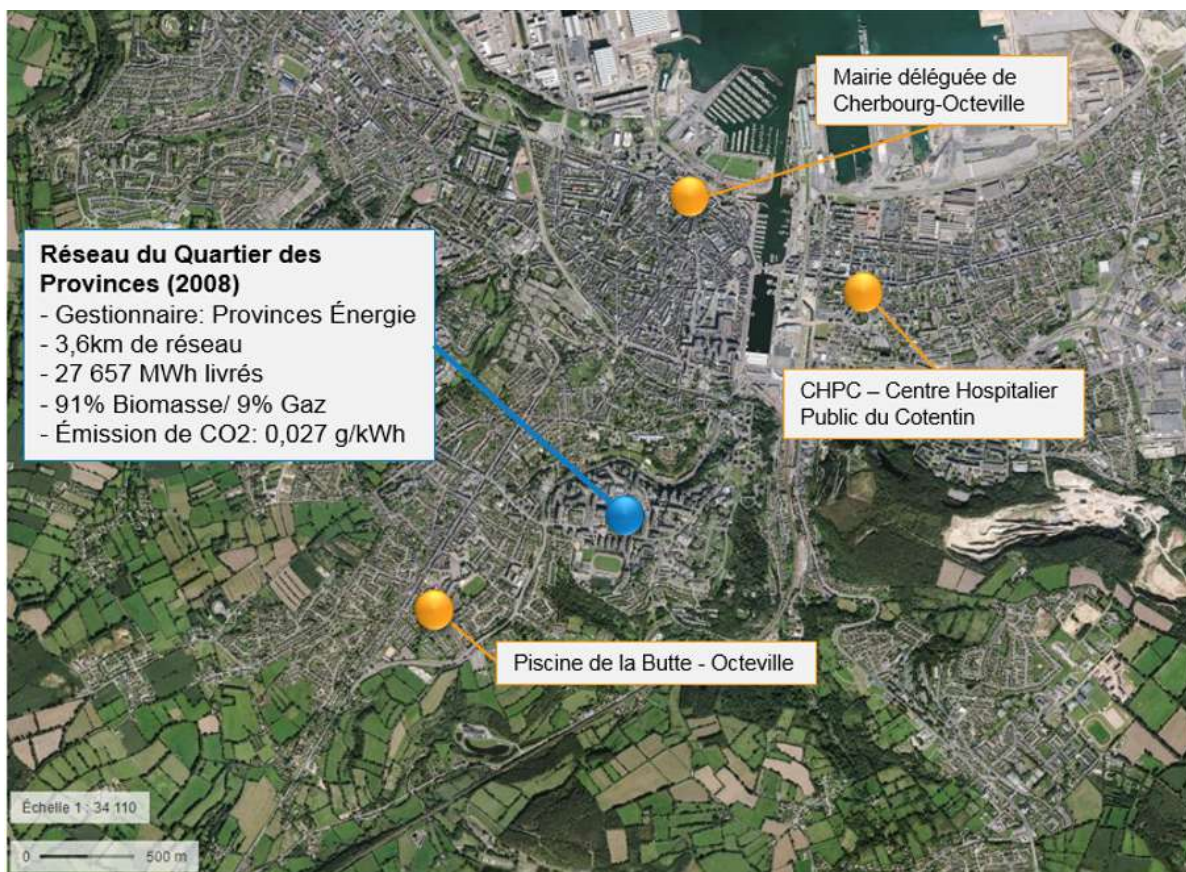 Mairie déléguée de
Cherbourg-Octeville
Réseau du Quartier des
Provinces (2008)
- Gestionnaire: Provinces Énergie
- 3,6km de réseau
- 27 657 MWh livrés
- 91% Biomasse/ 9% Gaz
- Émission de CO2: 0,027 g/kWh
CHPC – Centre Hospitalier
Public du Cotentin
Piscine de la Butte - Octeville
Échelle 1 : 34 110
0 500 m